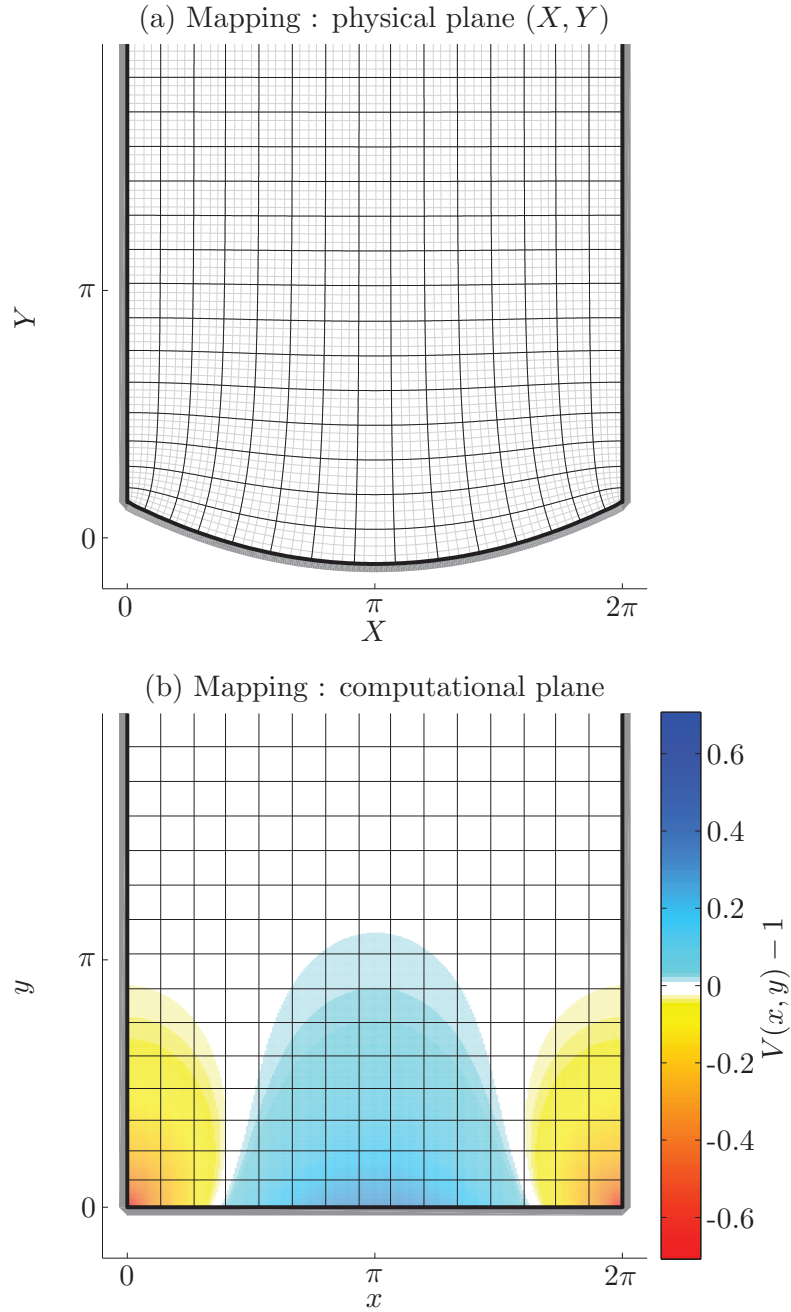 (a) Mapping : physical plane (X, Y)
Y
π
0
0
π
2π
X
(b) Mapping : computational plane
y
π
0
0
π
2π
x
0.6
0.4
0.2
0
-0.2
-0.4
-0.6
V(x, y) − 1